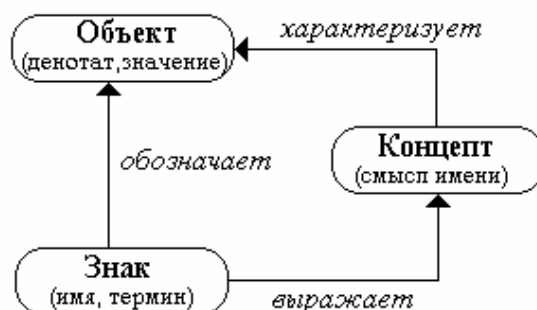 Объект
(денотат,значение)
характеризует
обозначает
Концепт
(смысл имени)
Знак
(имя, термин)
выражает